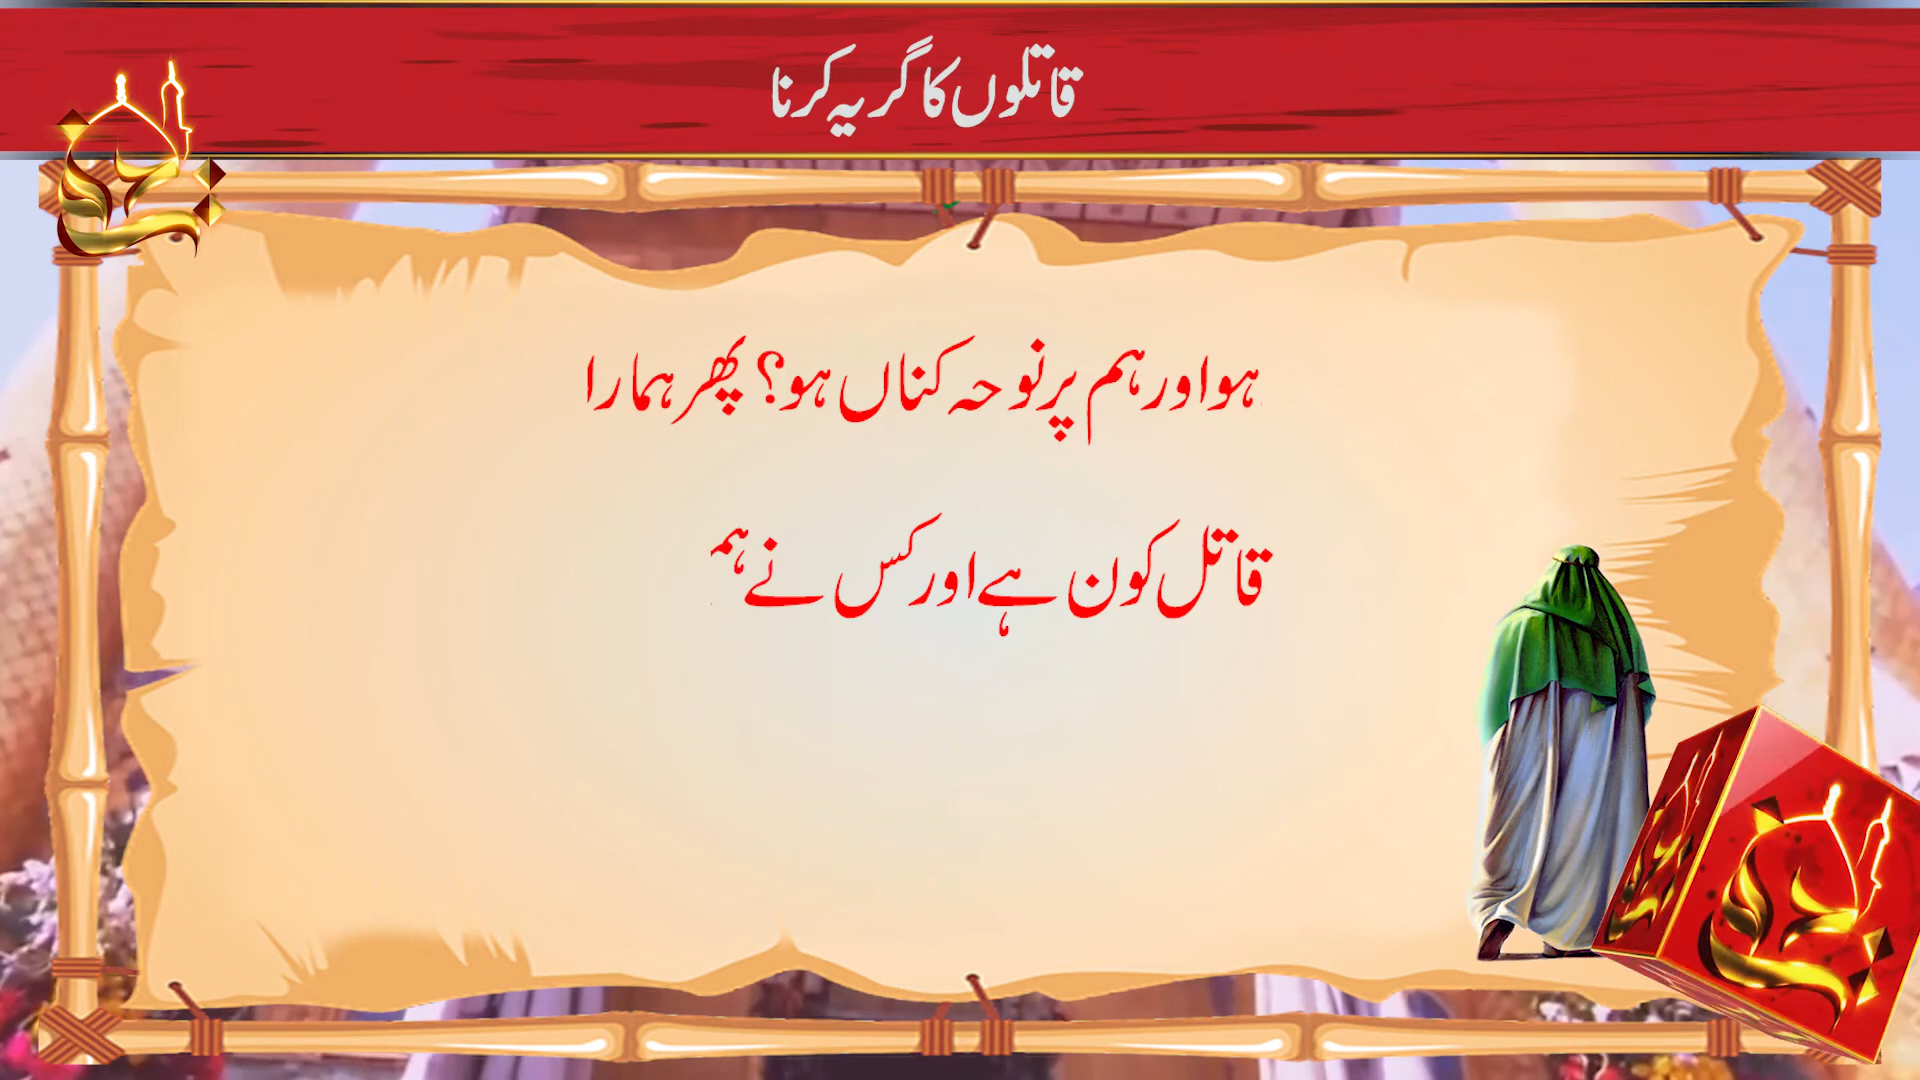 قاتلوں کا گریہ کرنا
ہو اور ہم پر نوحہ کناں ہو؟ پھر ہمارا
قاتل کون ہے اور کس نے ہمـ